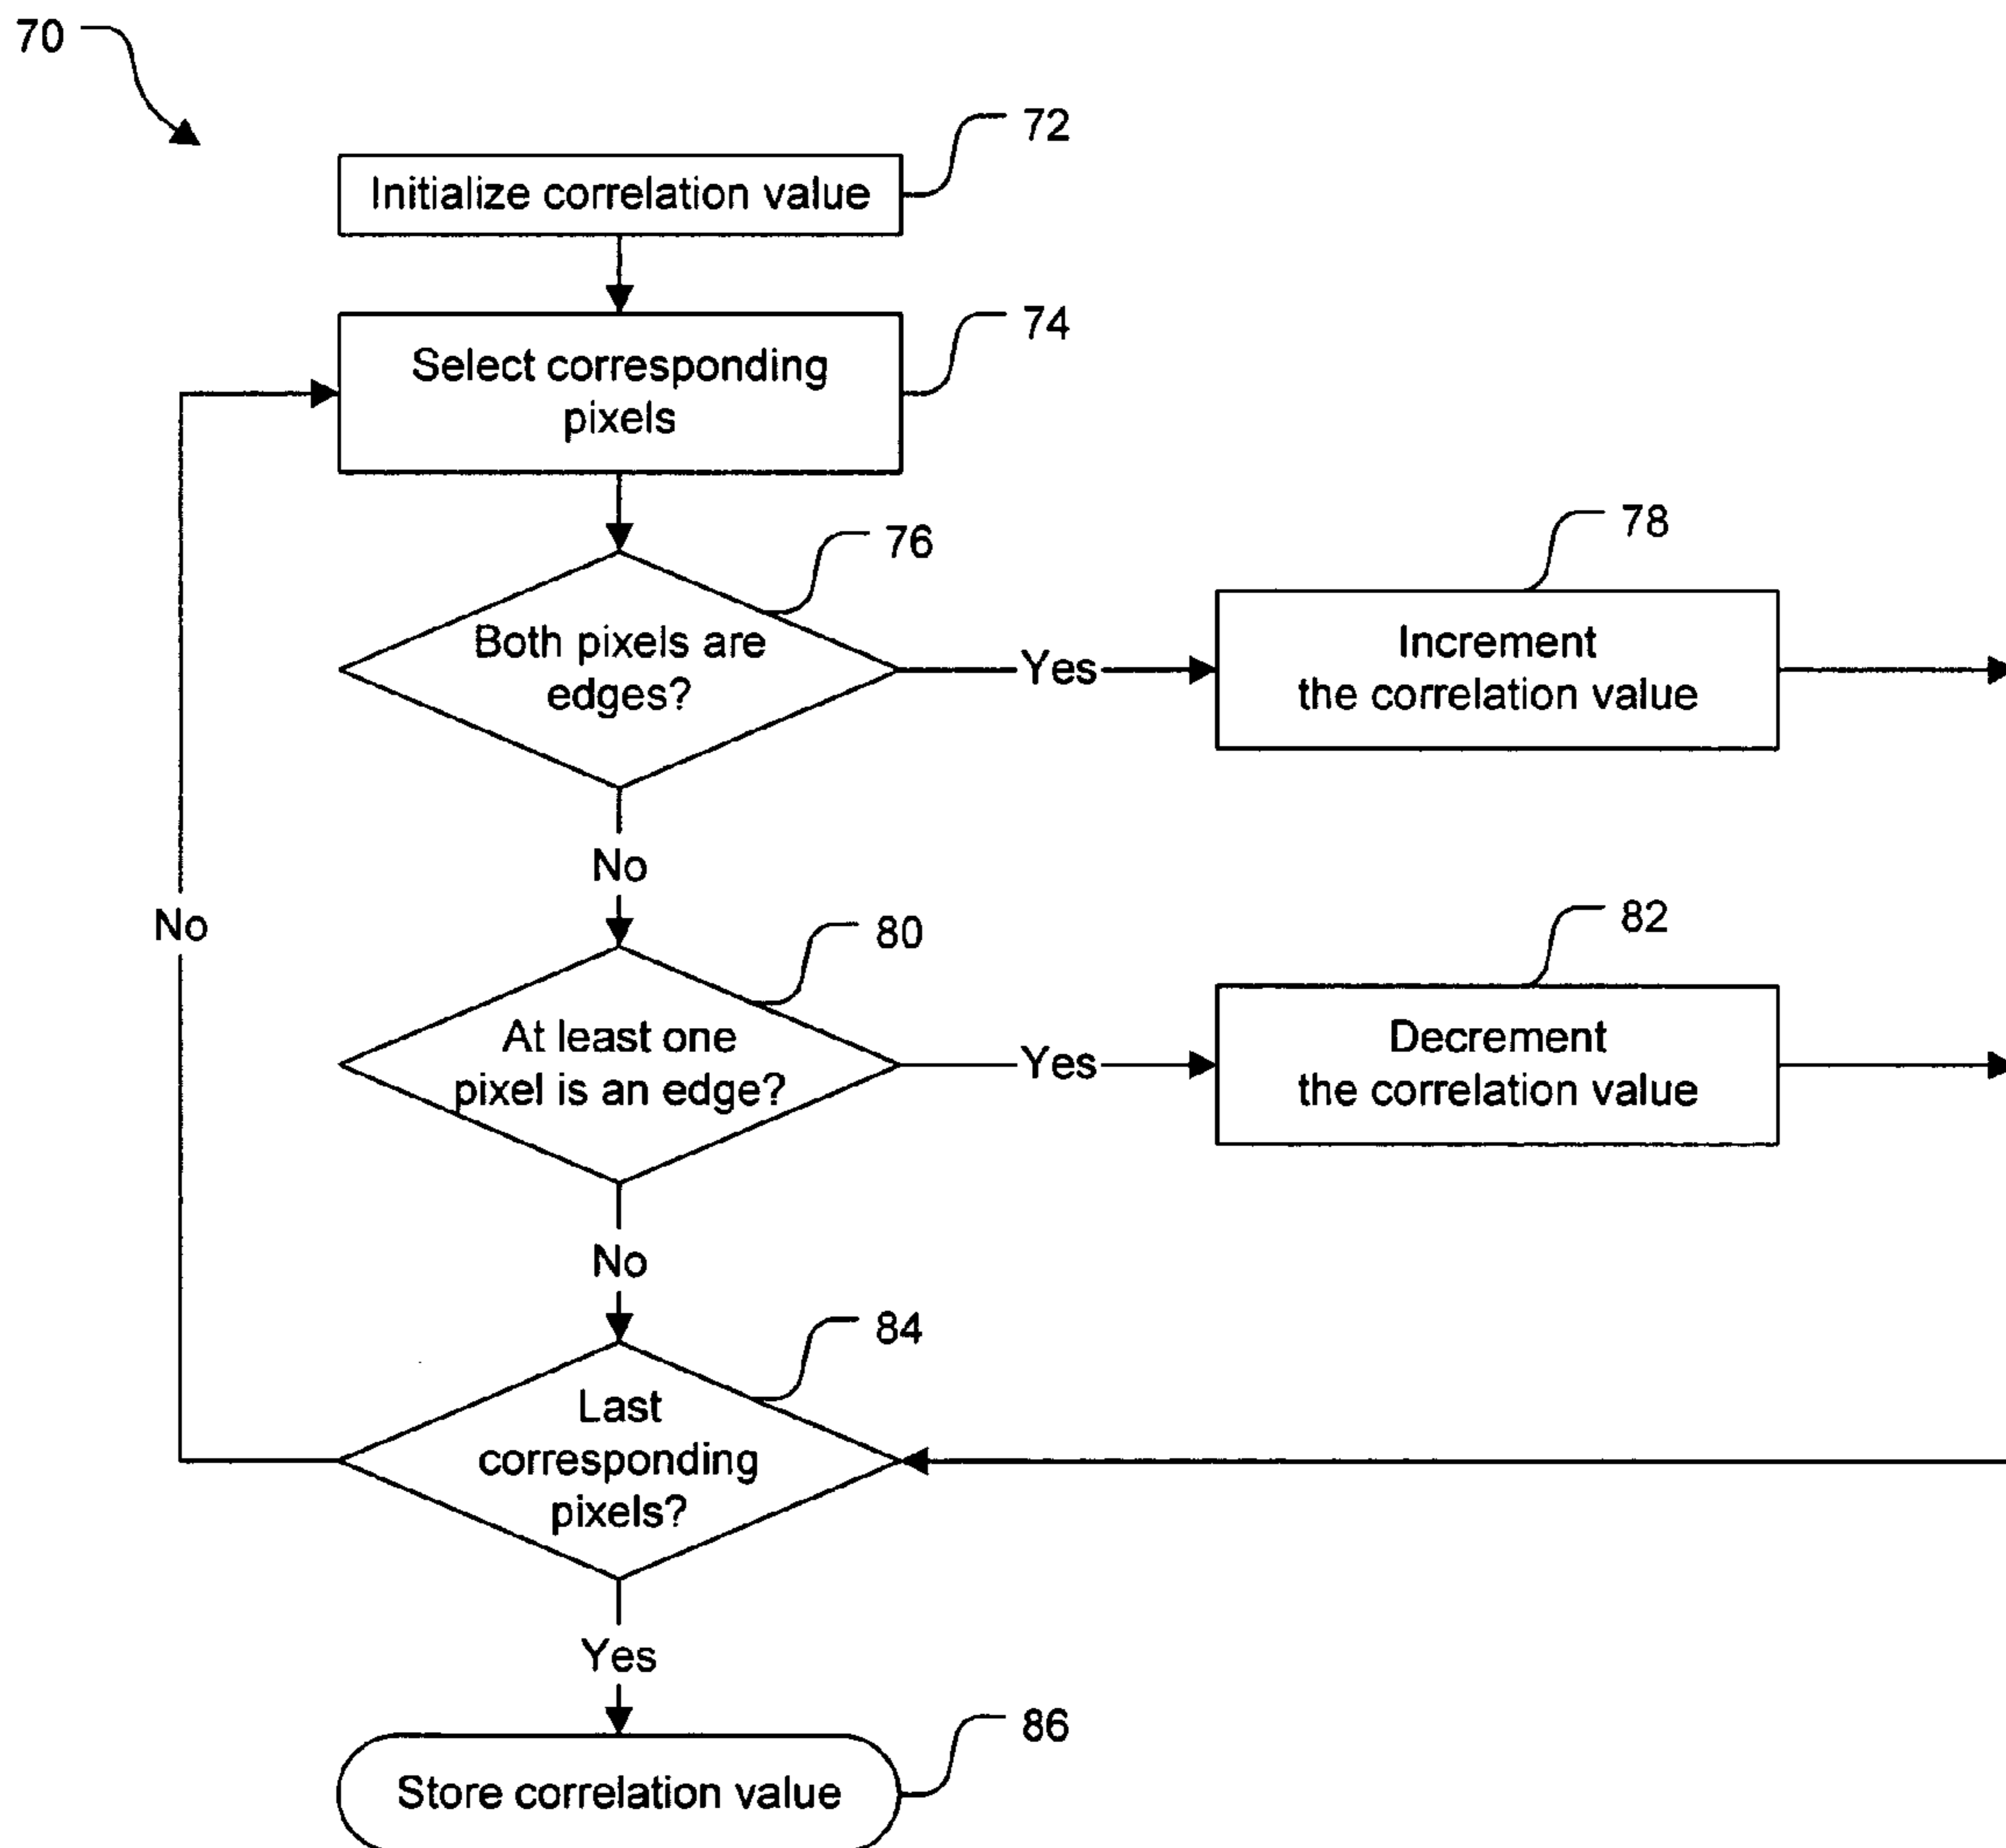 70
72
Initialize correlation value
74
Select corresponding
pixels
76
78
Both pixels are
edges?
Yes
Increment
the correlation value
No
No
80
82
At least one
pixel is an edge?
Yes
Decrement
the correlation value
No
84
Last
corresponding
pixels?
Yes
86
Store correlation value